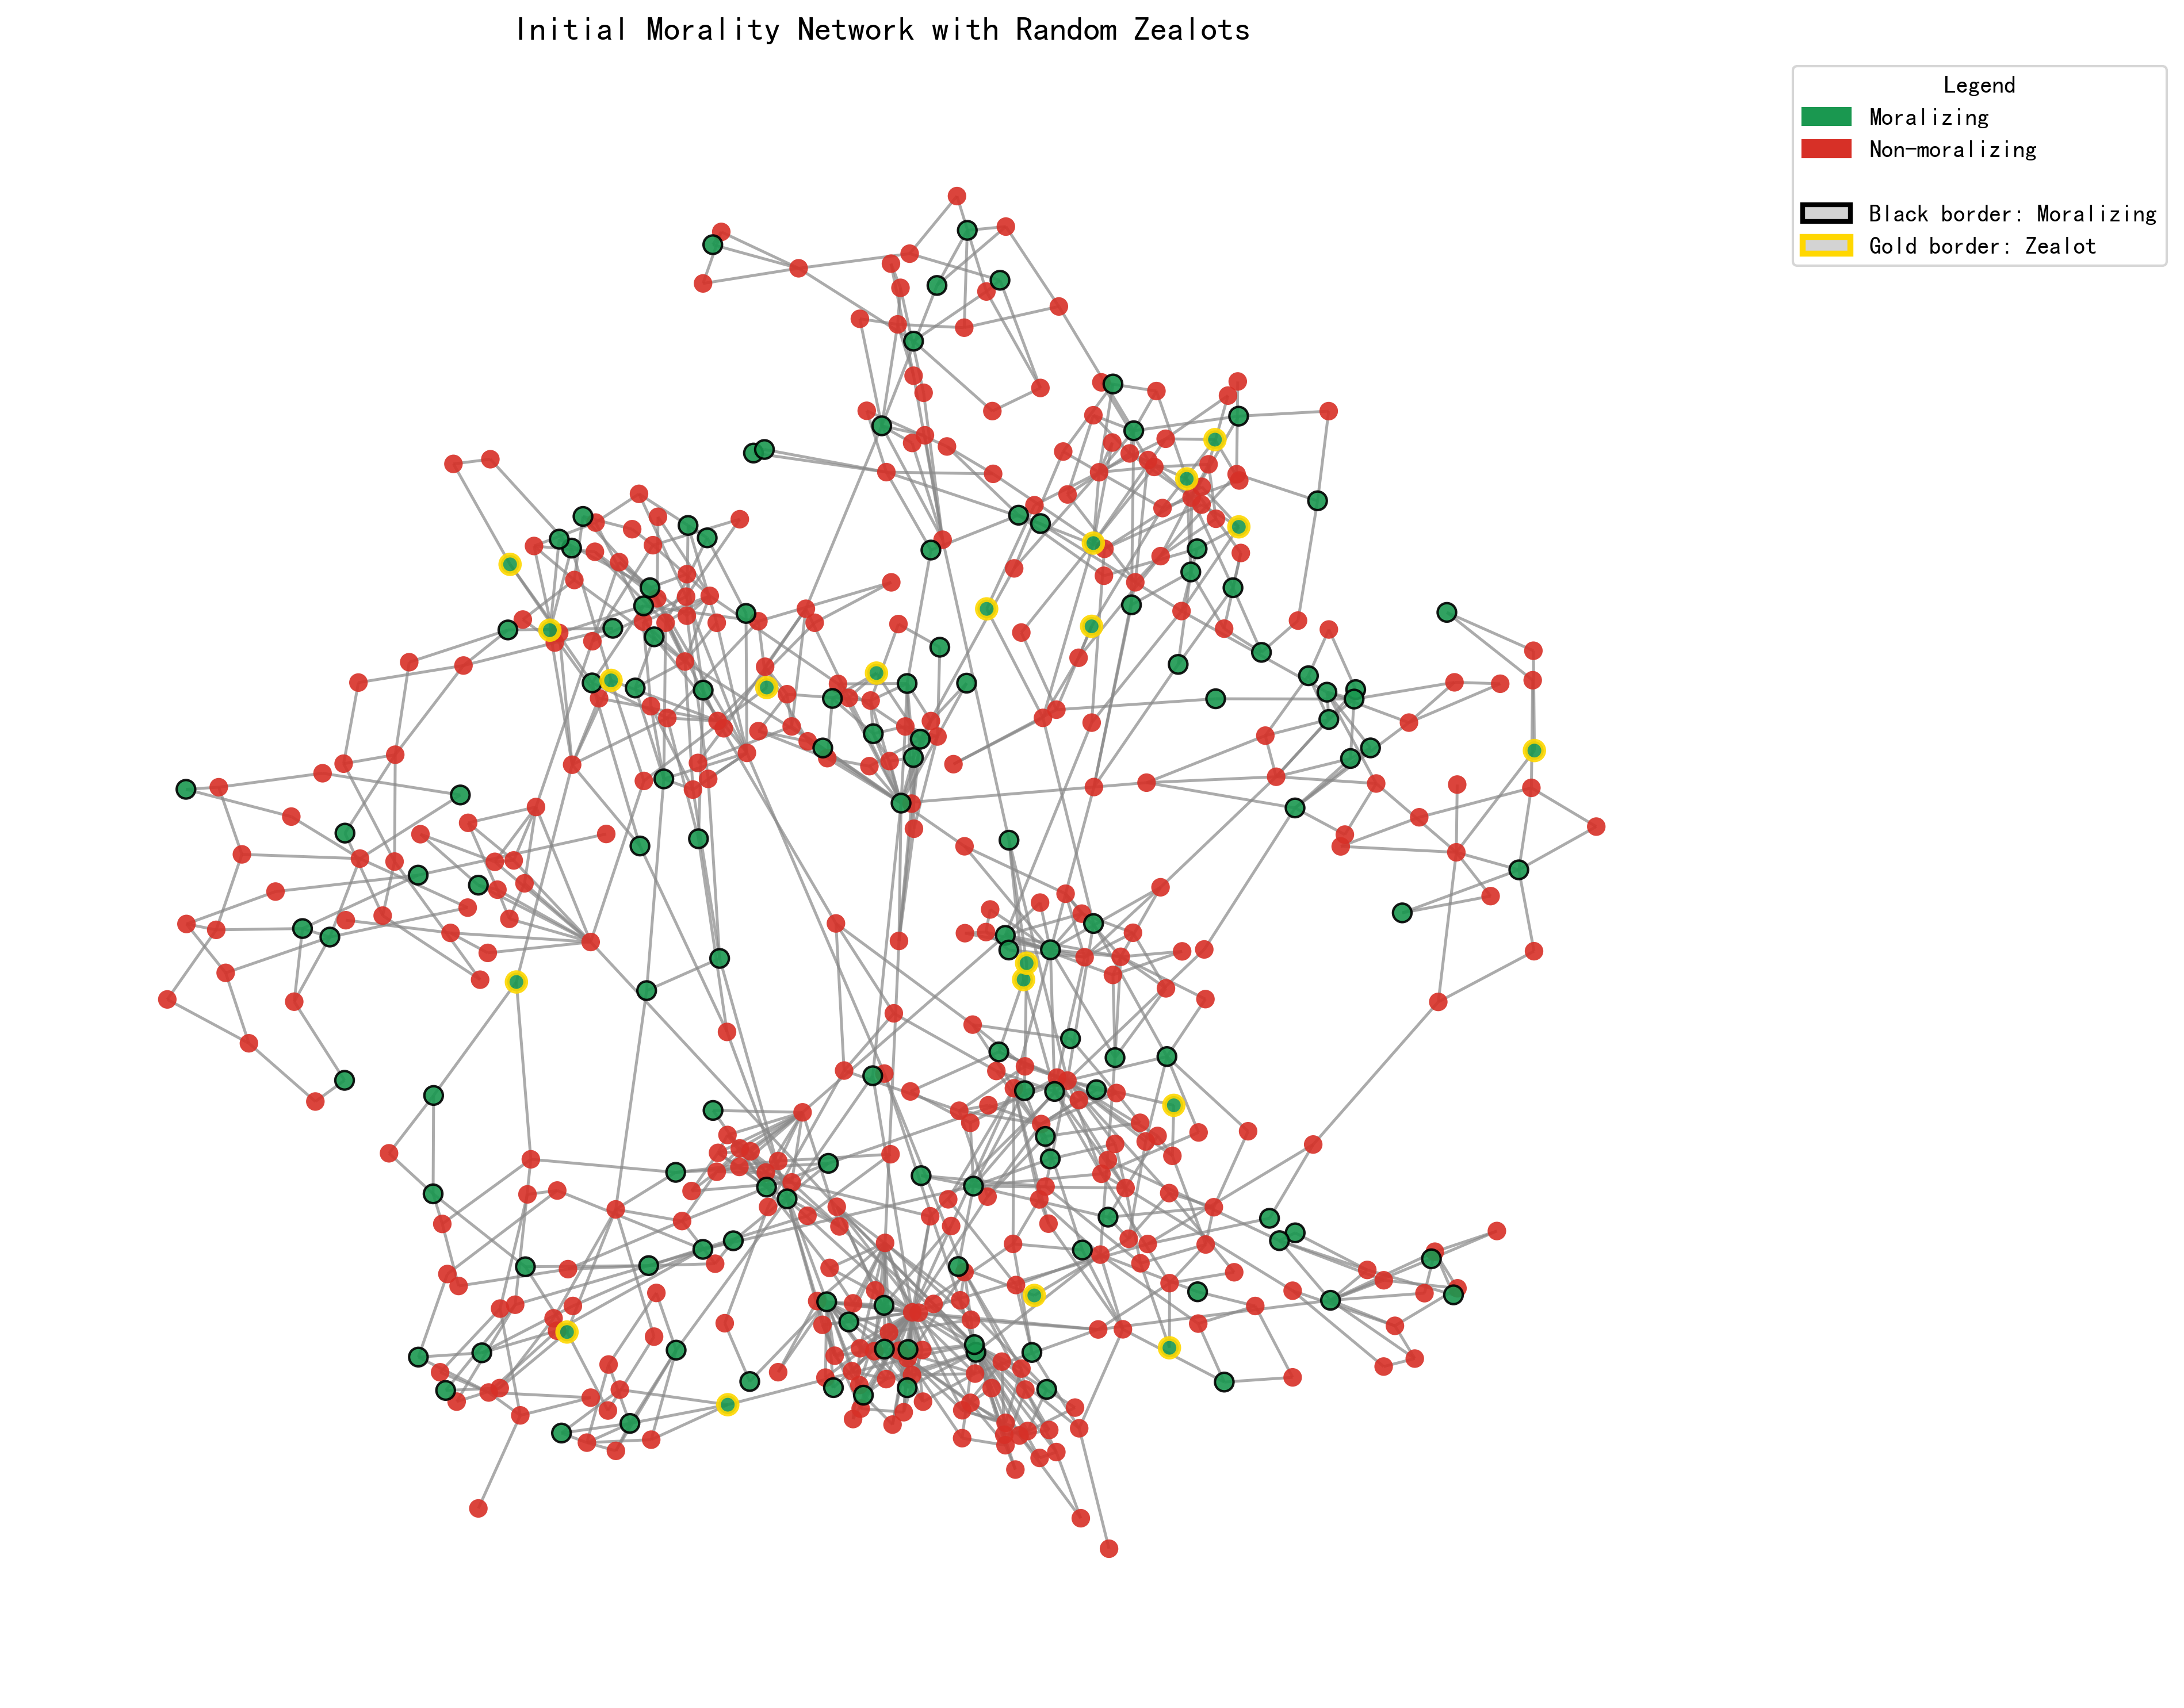 Initial Morality Network with Random Zealots
Legend
Moralizing
Non-moralizing
Black border: Moralizing
Gold border: Zealot